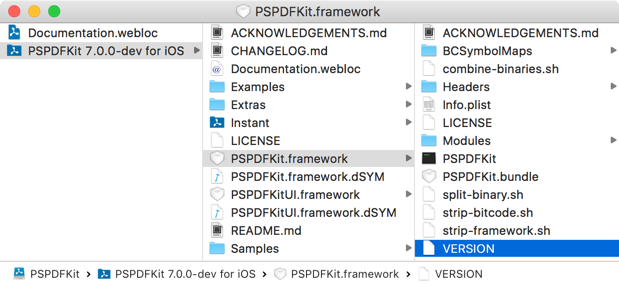 PSPDFKit.framework
Documentation.webloc
PSPDFKit 7.0.0-dev for iOS
ACKNOWLEDGEMENTS.md
CHANGELOG.md
Documentation.webloc
Examples
Extras
Instant
LICENSE
PSPDFKit.framework
PSPDFKit.framework.dSYM
PSPDFKitUI.framework
PSPDFKitUI.framework.dSYM
README.md
Samples
ACKNOWLEDGEMENTS.md
BCSymbolMaps
combine-binaries.sh
Headers
Info.plist
LICENSE
Modules
PSPDFKit
PSPDFKit.bundle
split-binary.sh
strip-bitcode.sh
strip-framework.sh
VERSION
PSPDFKit > PSPDFKit 7.0.0-dev for iOS > PSPDFKit.framework > VERSION